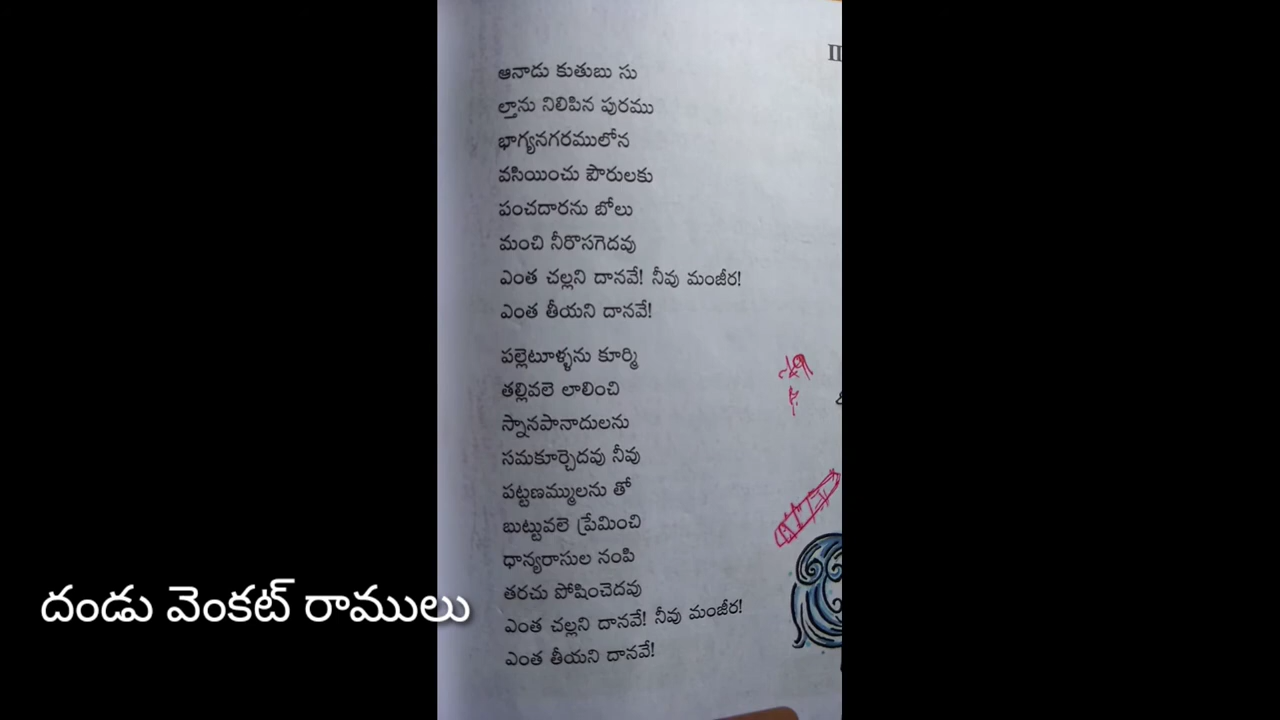 ఆనాడు కుతుబు సు
ల్తాను నిలిపిన పురము
భాగ్యనగరములోన
వసియించు పౌరులకు
పంచదారను బోలు
మంచి నీరొసగెదవు
ఎంత చల్లని దానవే! నీవు మంజీర!
ఎంత తీయని దానవే!
పల్లెటూళ్ళను కూర్మి
తల్లివలె లాలించి
స్నానపానాదులను
సమకూర్చెదవు నీవు
పట్టణమ్ములను తో
బుట్టువలె ప్రేమించి
ధాన్యరాసుల నంపి
తరచు పోషించెదవు
ఎంత చల్లని దానవే! నీవు మంజీర!
ఎంత తీయని దానవే!
దండు వెంకట్ రాములు